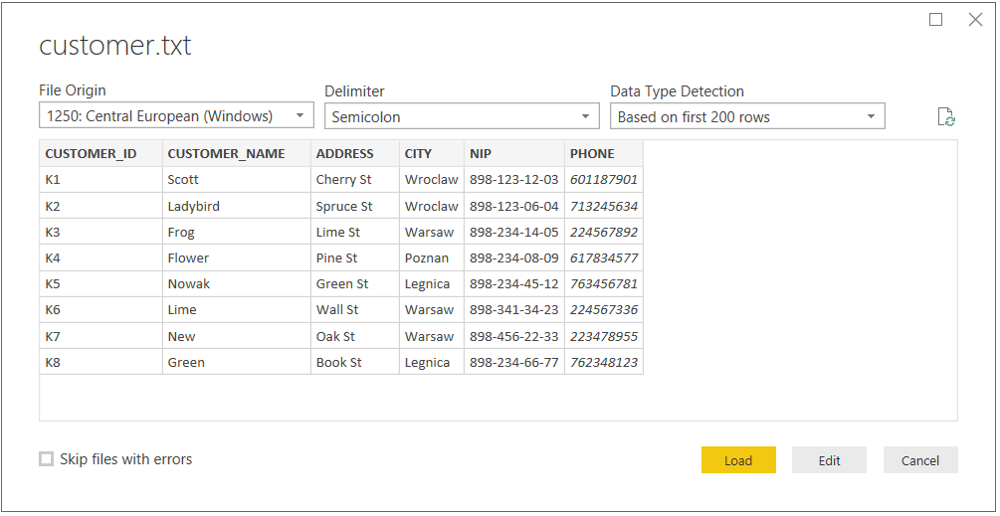 customer.txt
File Origin Delimiter Data Type Detection
1250: Central European (Windows) Semicolon Based on first 200 rows
CUSTOMER_ID CUSTOMER_NAME ADDRESS CITY NIP PHONE
K1 Scott Cherry St Wroclaw 898-123-12-03 601187901
K2 Ladybird Spruce St Wroclaw 898-123-06-04 713245634
K3 Frog Lime St Warsaw 898-234-14-05 224567892
K4 Flower Pine St Poznan 898-234-08-09 617834577
K5 Nowak Green St Legnica 898-234-45-12 763456781
K6 Lime Wall St Warsaw 898-341-34-23 224567336
K7 New Oak St Warsaw 898-456-22-33 223478955
K8 Green Book St Legnica 898-234-66-77 762348123
Skip files with errors Load Edit Cancel